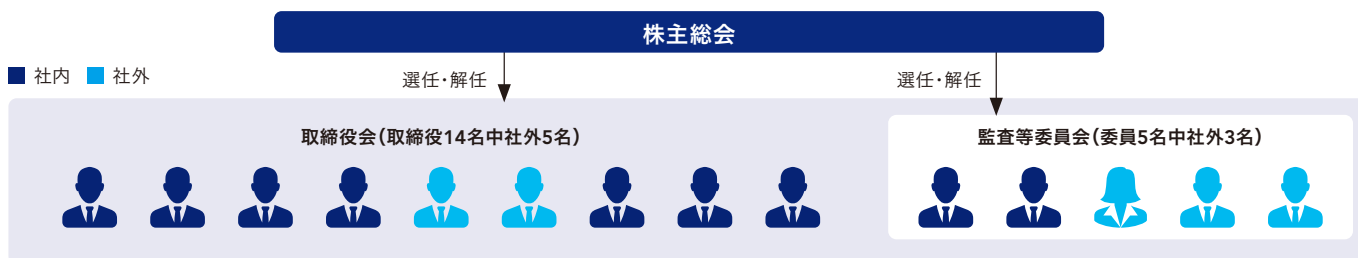 株主総会
社内 社外
選任・解任
選任・解任
取締役会（取締役14名中社外5名）
監査等委員会（委員5名中社外3名）